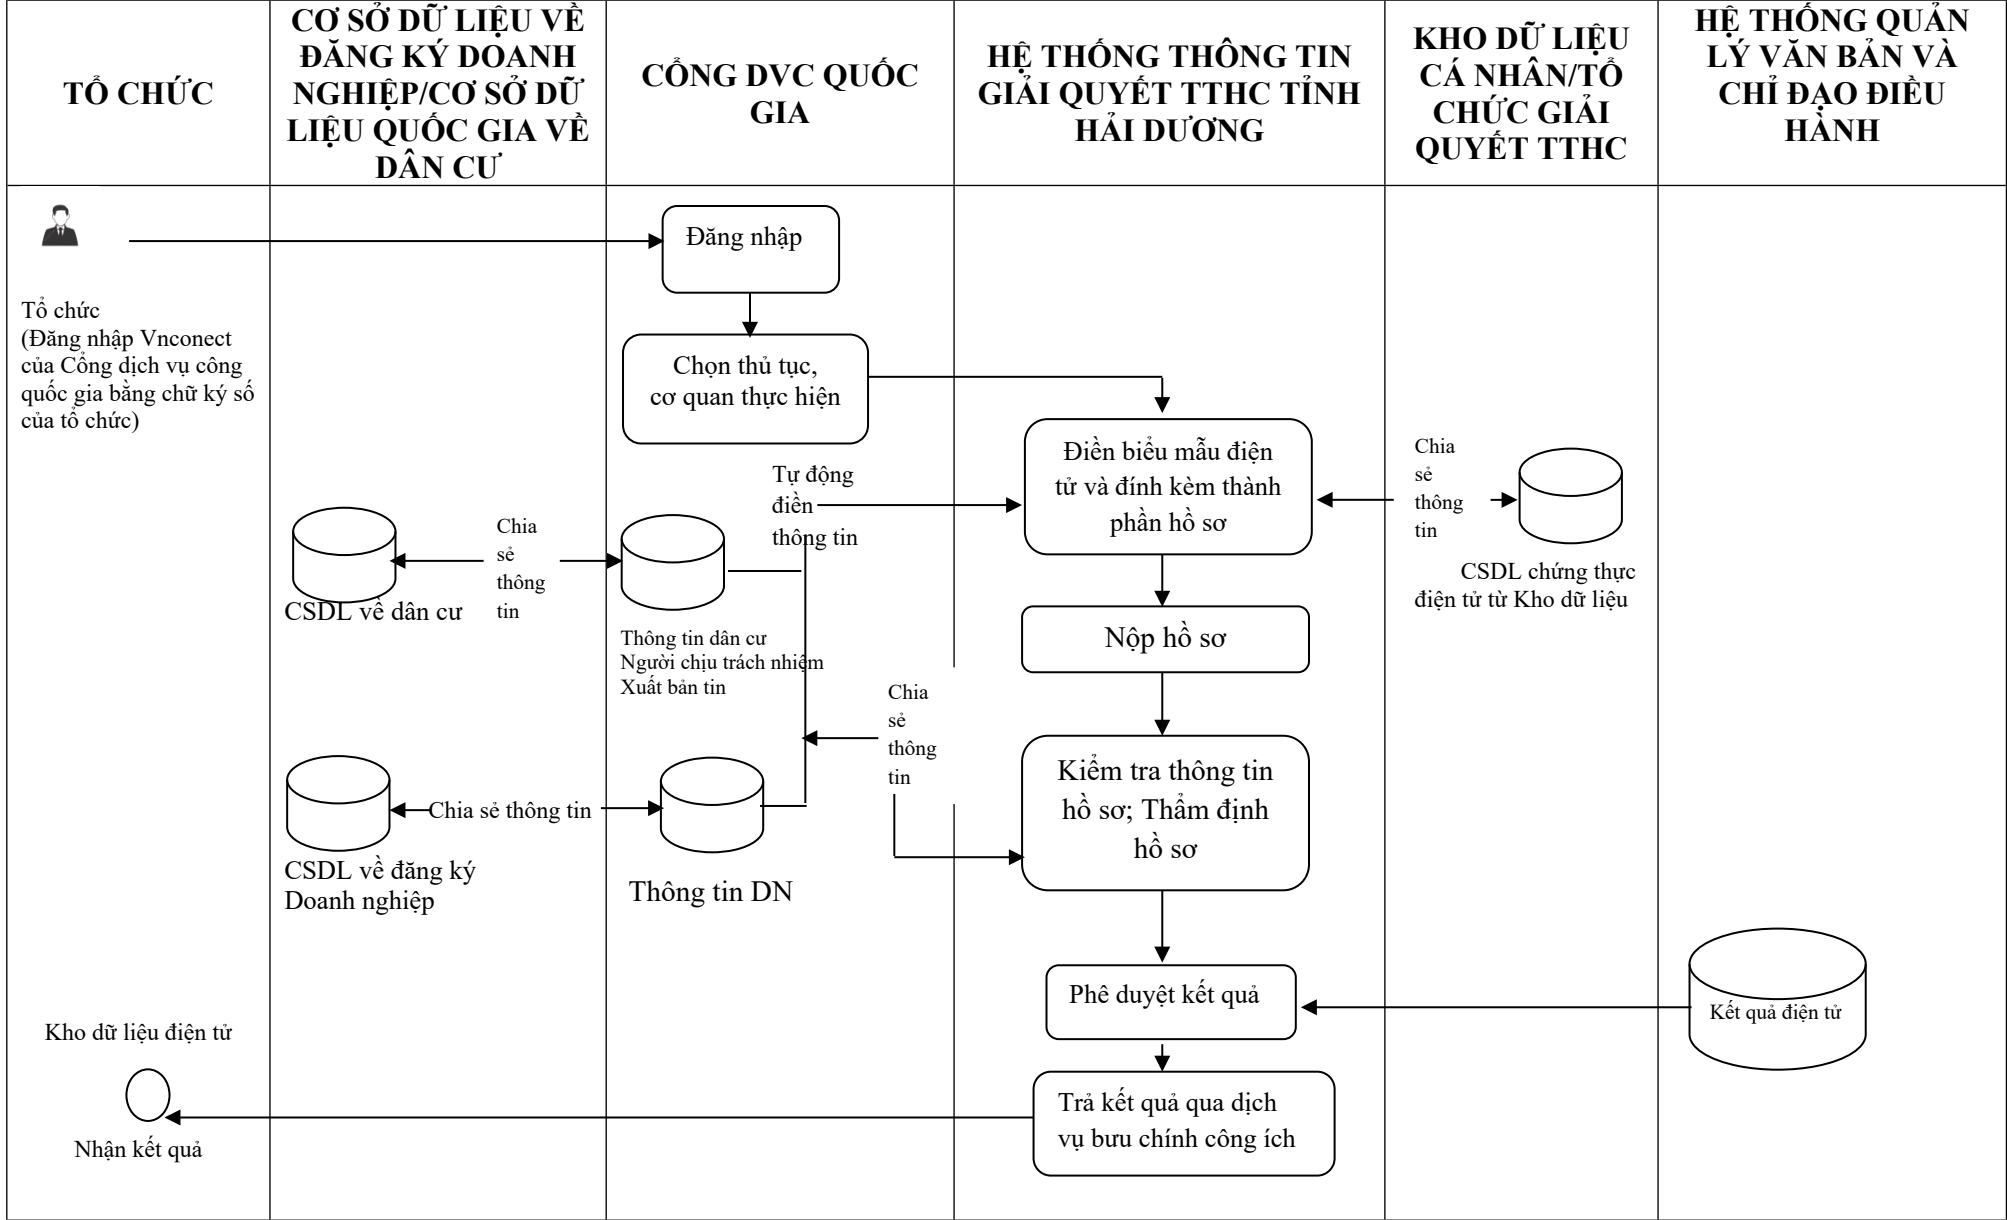 TỔ CHỨC
CƠ SỞ DỮ LIỆU VỀ
ĐĂNG KÝ DOANH
NGHIỆP/CƠ SỞ DỮ
LIỆU QUỐC GIA VỀ
DÂN CƯ
CỔNG DVC QUỐC
GIA
HỆ THỐNG THÔNG TIN
GIẢI QUYẾT TTHC TỈNH
HẢI DƯƠNG
KHO DỮ LIỆU
CÁ NHÂN/TỔ
CHỨC GIẢI
QUYẾT TTHC
HỆ THỐNG QUẢN
LÝ VĂN BẢN VÀ
CHỈ ĐẠO ĐIỀU
HÀNH
Đăng nhập
Tổ chức
(Đăng nhập Vnconect
của Cổng dịch vụ công
quốc gia bằng chữ ký số
của tổ chức)
Chọn thủ tục,
cơ quan thực hiện
Điền biểu mẫu điện
tử và đính kèm thành
phần hồ sơ
Chia
sẻ
thông
tin
CSDL chứng thực
điện tử từ Kho dữ liệu
Tự động
điền
thông tin
Chia
sẻ
thông
tin
CSDL về dân cư
Thông tin dân cư
Người chịu trách nhiệm
Xuất bản tin
Nộp hồ sơ
Chia
sẻ
thông
tin
Kiểm tra thông tin
hồ sơ; Thẩm định
hồ sơ
Chia sẻ thông tin
CSDL về đăng ký
Doanh nghiệp
Thông tin DN
Phê duyệt kết quả
Kết quả điện tử
Kho dữ liệu điện tử
Trả kết quả qua dịch
vụ bưu chính công ích
Nhận kết quả